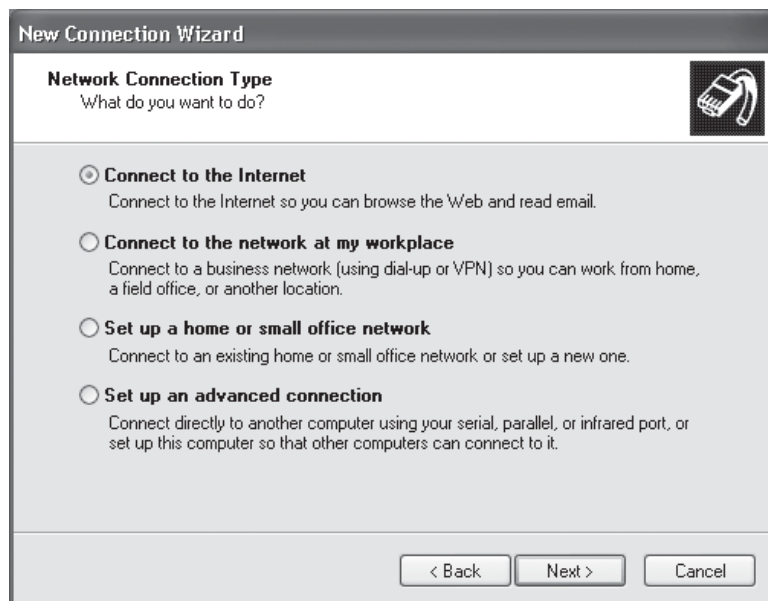 New Connection Wizard
Network Connection Type
What do you want to do?
Connect to the Internet
Connect to the Internet so you can browse the Web and read email.
Connect to the network at my workplace
Connect to a business network (using dial-up or VPN) so you can work from home,
a field office, or another location.
Set up a home or small office network
Connect to an existing home or small office network or set up a new one.
Set up an advanced connection
Connect directly to another computer using your serial, parallel, or infrared port, or
set up this computer so that other computers can connect to it.
< Back Next > Cancel